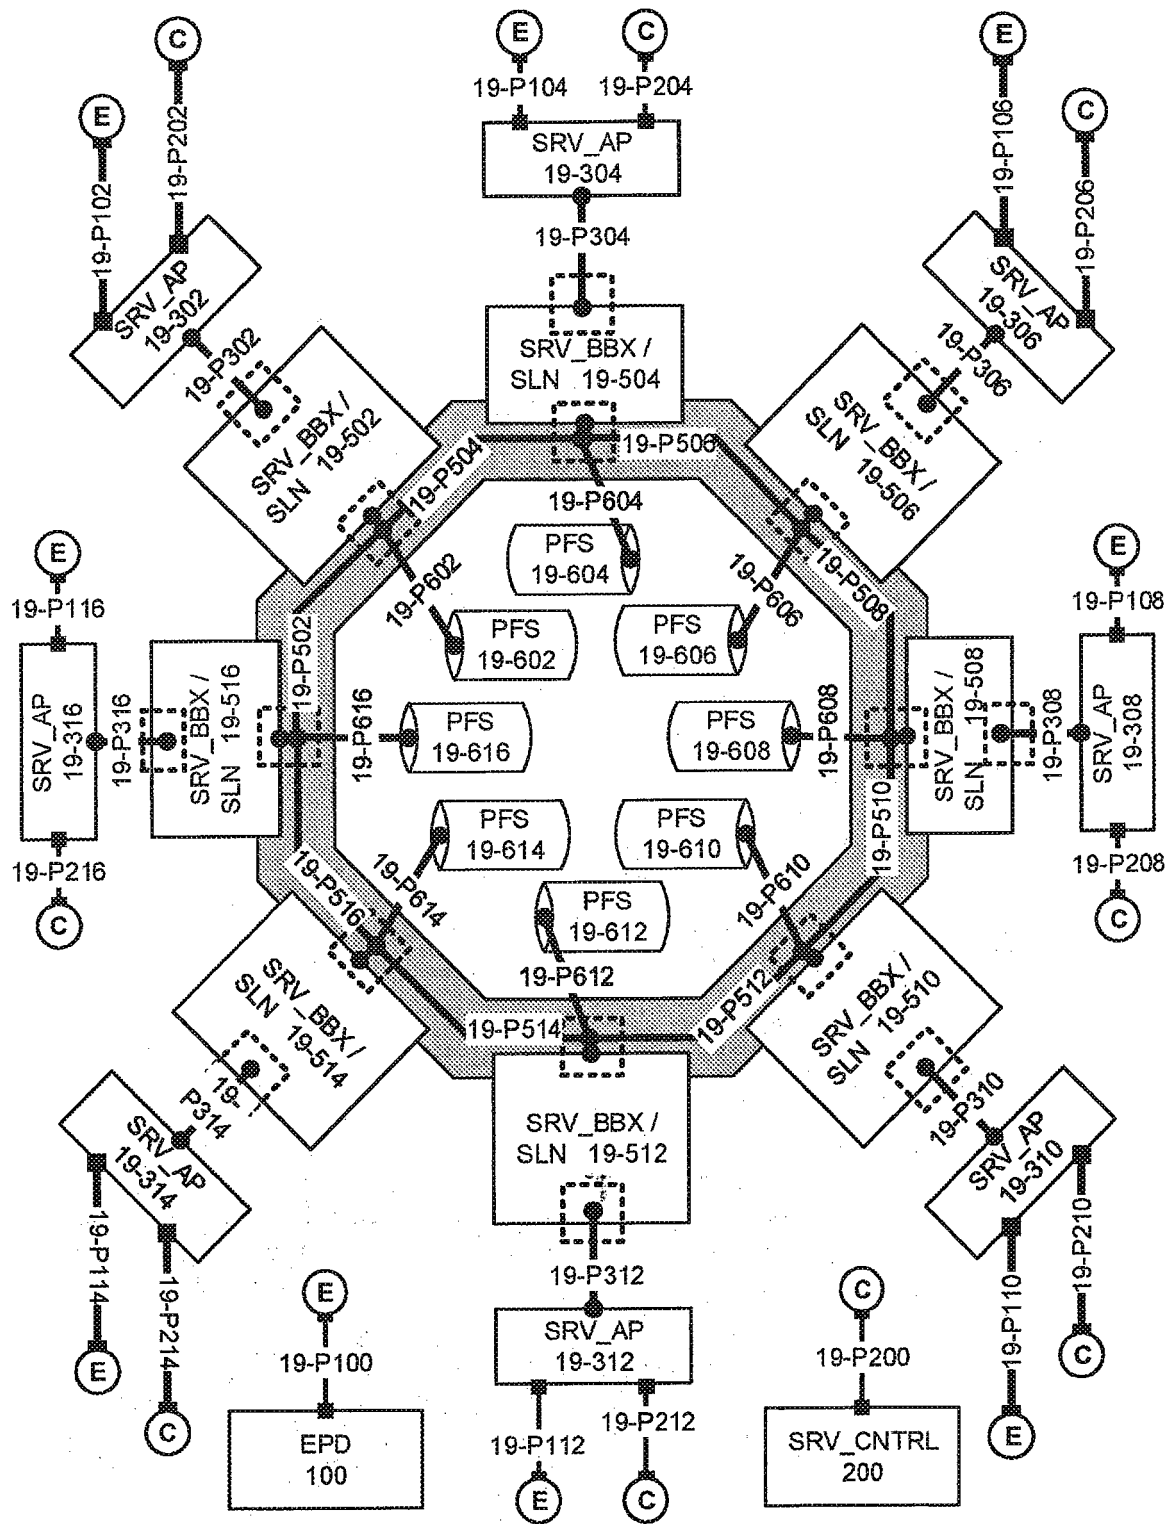 C
E
C
E
E
C
19-P202
19-P104
19-P204
19-P106
19-P102
SRV_AP
19-304
19-P206
SRV_AP
19-302
19-P304
SRV_AP
19-306
19-P302
19-P306
SRV_BBX /
SLN 19-504
SRV_BBX /
SLN 19-502
SRV_BBX /
SLN 19-506
19-P504
19-P506
19-P604
E
PFS
19-604
E
19-P602
19-P606
19-P508
19-P116
19-P108
PFS
19-602
PFS
19-606
19-P502
SRV_AP
19-316
19-P316
SRV_BBX /
SLN 19-516
19-P616
PFS
19-616
PFS
19-608
19-P608
SRV_BBX /
SLN 19-508
19-P308
SRV_AP
19-308
19-P510
PFS
19-614
PFS
19-610
19-P216
19-P208
C
C
19-P516
19-P614
19-P610
PFS
19-612
19-P612
19-P514
19-P512
SRV_BBX /
SLN 19-514
SRV_BBX /
SLN 19-510
19-
P314
19-P310
SRV_BBX /
SLN 19-512
SRV_AP
19-314
SRV_AP
19-310
19-P114
19-P214
19-P312
19-P110
19-P210
E
C
SRV_AP
19-312
19-P100
19-P200
E
C
C
19-P112
19-P212
E
EPD
100
SRV_CNTRL
200
E
C